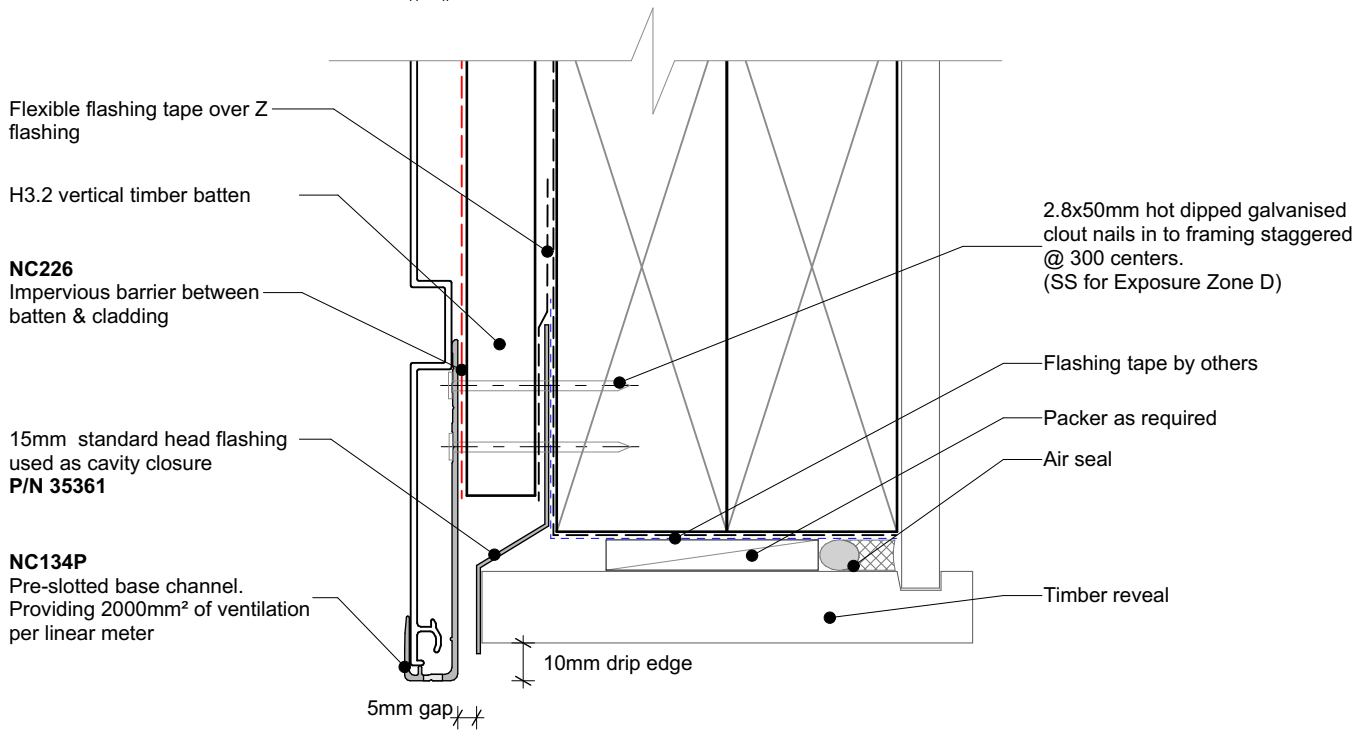 Flexible flashing tape over Z
flashing
H3.2 vertical timber batten
NC226
Impervious barrier between
batten & cladding
15mm standard head flashing
used as cavity closure
P/N 35361
NC134P
Pre-slotted base channel.
Providing 2000mm² of ventilation
per linear meter
5mm gap
10mm drip edge
2.8x50mm hot dipped galvanised
clout nails in to framing staggered
@ 300 centers.
(SS for Exposure Zone D)
Flashing tape by others
Packer as required
Air seal
Timber reveal